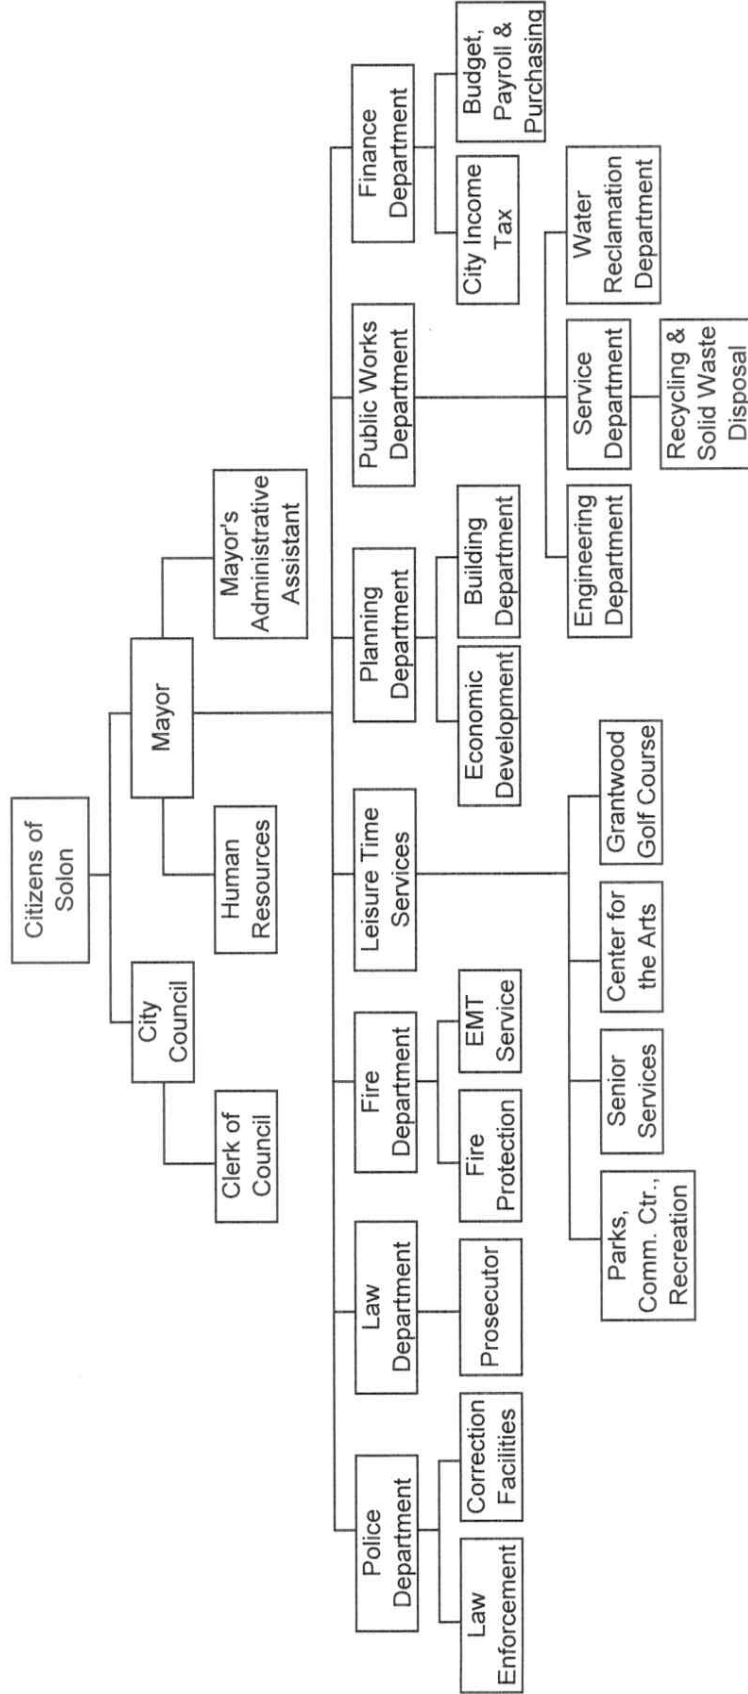 Citizens of
Solon
City
Council
Mayor
Clerk of
Council
Human
Resources
Mayor's
Administrative
Assistant
Police
Department
Law
Department
Fire
Department
Leisure Time
Services
Planning
Department
Public Works
Department
Finance
Department
Law
Enforcement
Correction
Facilities
Prosecutor
Fire
Protection
EMT
Service
Economic
Development
Building
Department
City Income
Tax
Budget,
Payroll &
Purchasing
Parks,
Comm. Ctr.,
Recreation
Senior
Services
Center for
the Arts
Grantwood
Golf Course
Engineering
Department
Service
Department
Water
Reclamation
Department
Recycling &
Solid Waste
Disposal